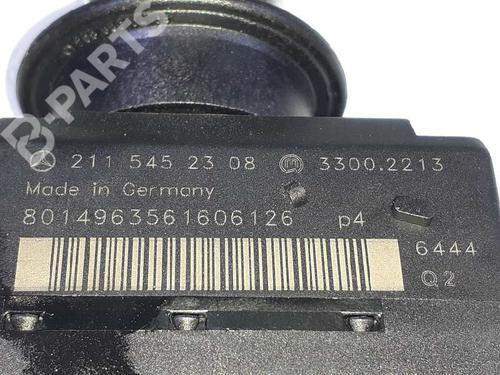 B-PARTS
211 545 23 08 3300.2213
Made in Germany
8014963561606126 p4
6444
Q2